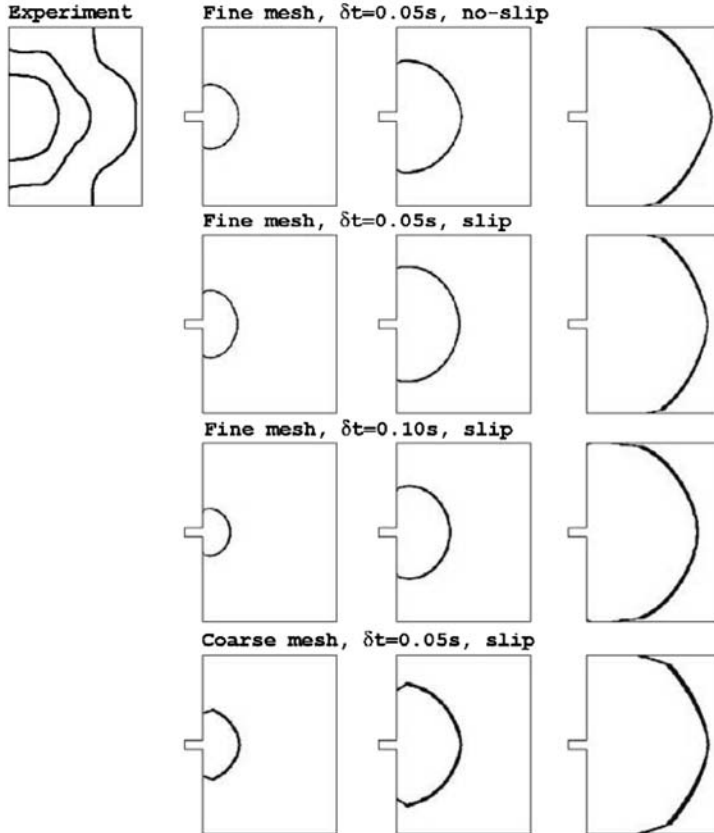 Experiment
Fine mesh, δt=0.05s, no-slip
Fine mesh, δt=0.05s, slip
Fine mesh, δt=0.10s, slip
Coarse mesh, δt=0.05s, slip